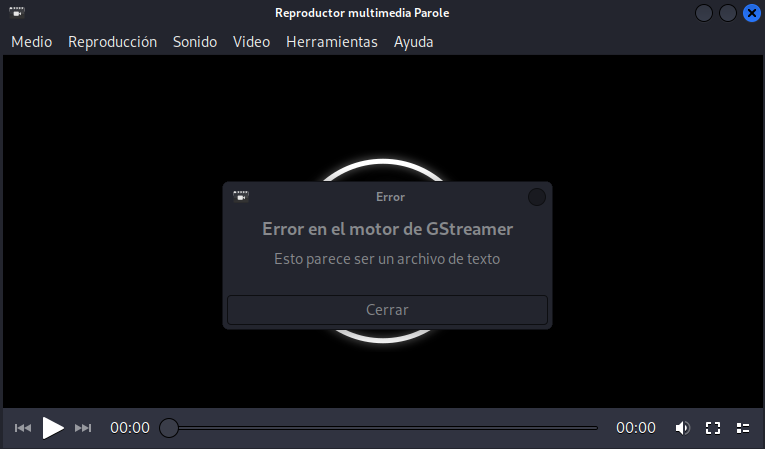 Reproductor multimedia Parole
Medio Reproducción Sonido Video Herramientas Ayuda
Error
Error en el motor de GStreamer
Esto parece ser un archivo de texto
Cerrar
00:00 00:00